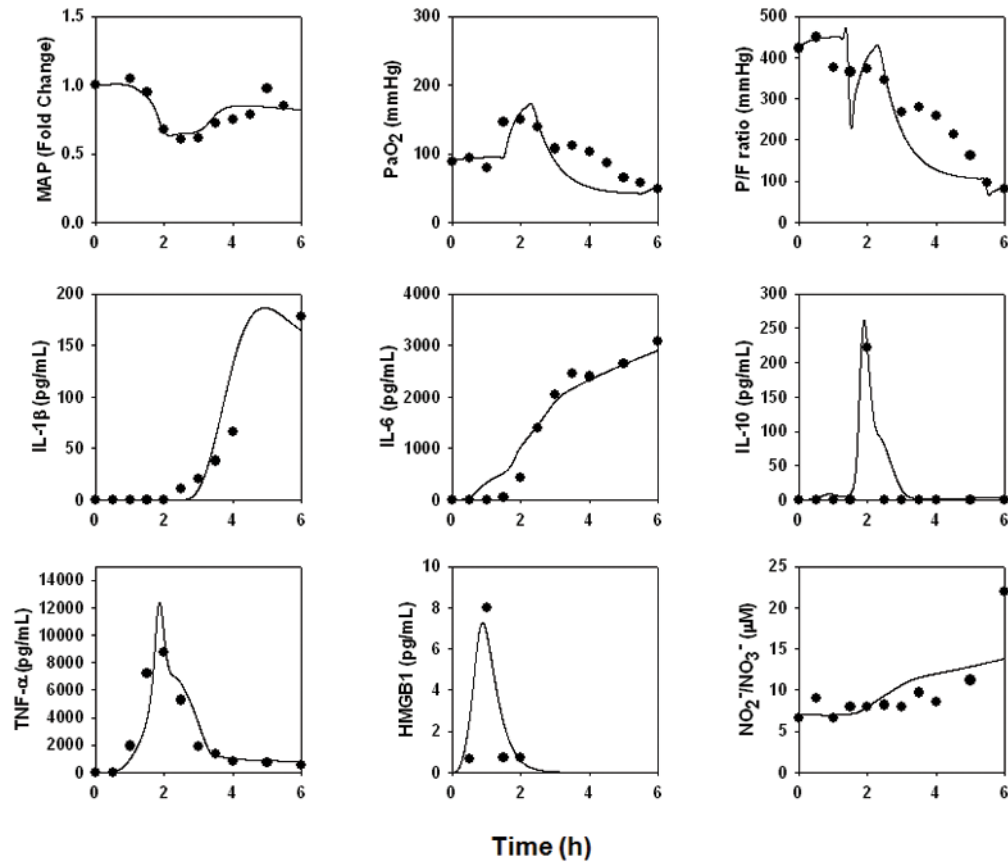 MAP (Fold Change)
1.5
1.0
0.5
0.0
0 2 4 6
PaO2 (mmHg)
300
200
100
0
0 2 4 6
P/F ratio (mmHg)
500
400
300
200
100
0
0 2 4 6
IL-1β (pg/mL)
200
150
100
50
0
0 2 4 6
IL-6 (pg/mL)
4000
3000
2000
1000
0
0 2 4 6
IL-10 (pg/mL)
300
250
200
150
100
50
0
0 2 4 6
TNF-α (pg/mL)
14000
12000
10000
8000
6000
4000
2000
0
0 2 4 6
HMGB1 (pg/mL)
10
8
6
4
2
0
0 2 4 6
NO2⁻/NO3⁻ (μM)
25
20
15
10
5
0
0 2 4 6
Time (h)